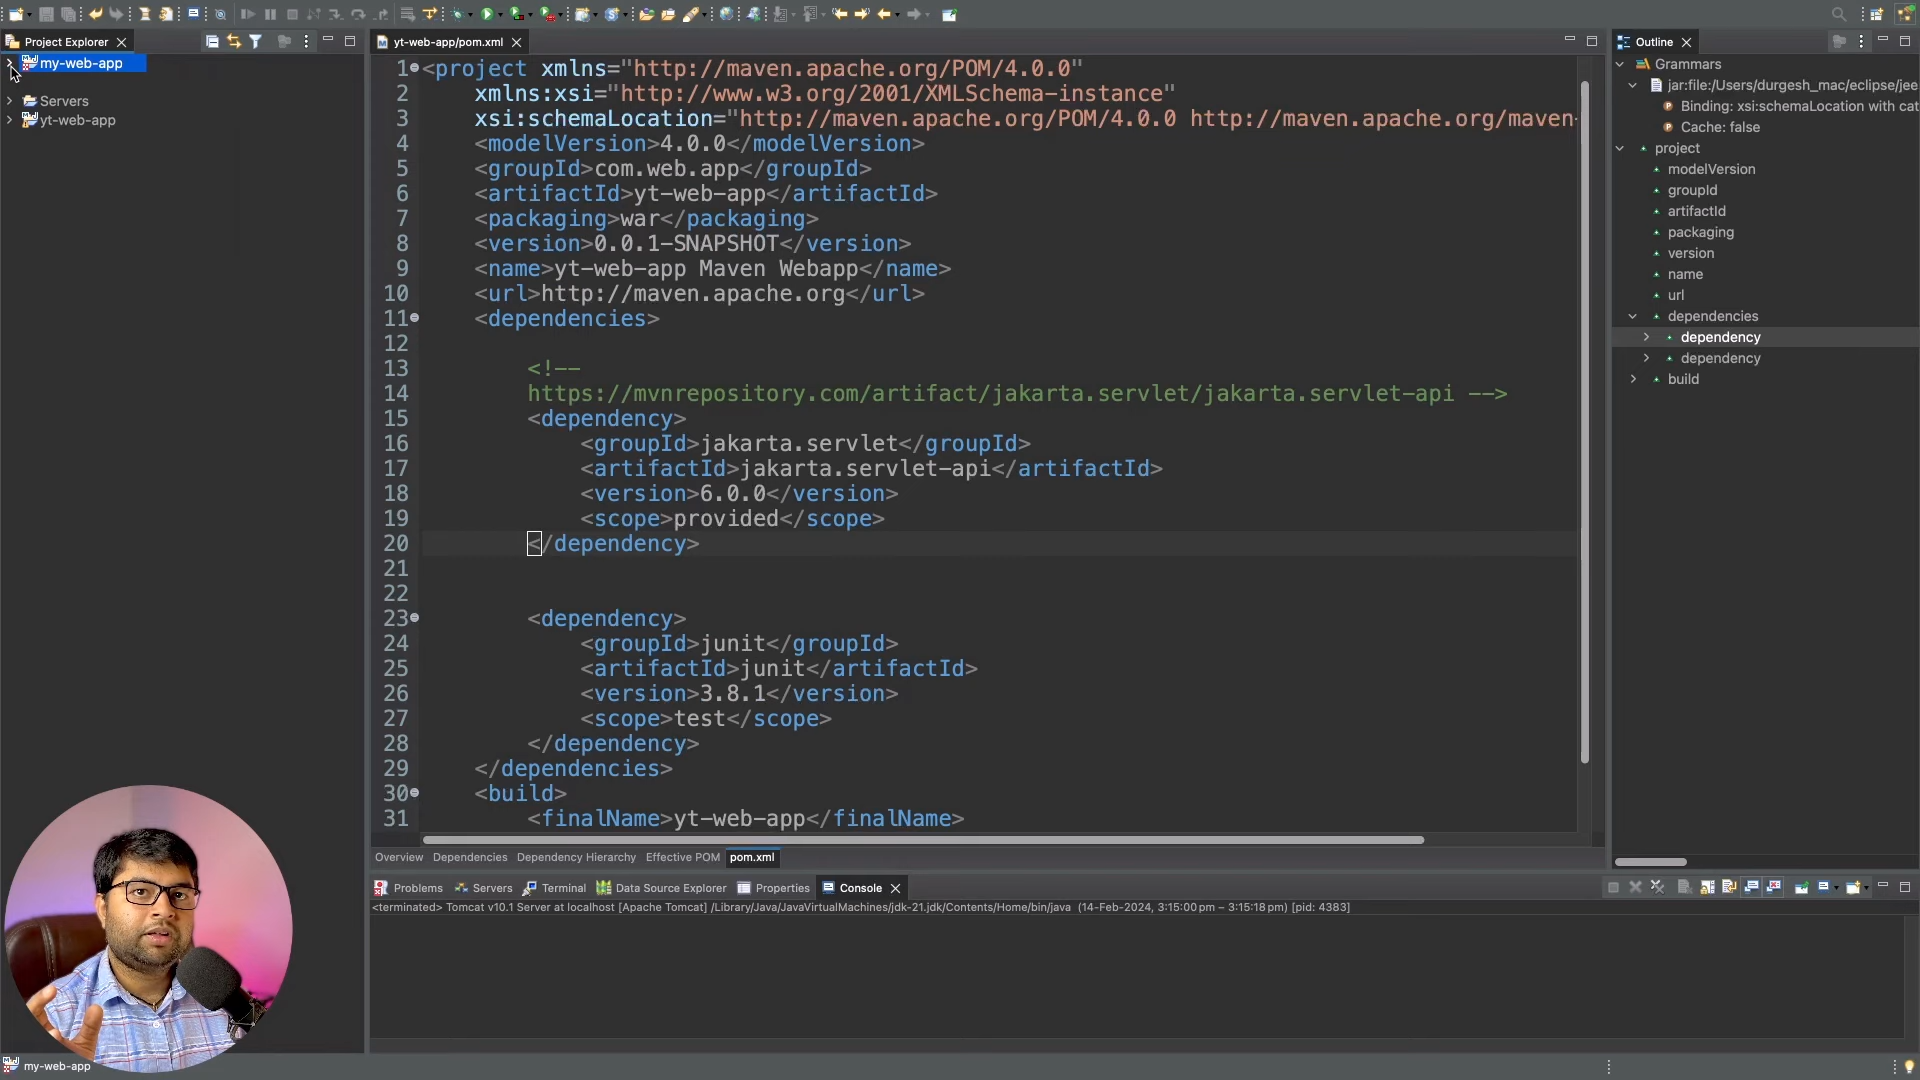 Project Explorer
my-web-app
Servers
yt-web-app
yt-web-app/pom.xml
1 <project xmlns="http://maven.apache.org/POM/4.0.0"
2 xmlns:xsi="http://www.w3.org/2001/XMLSchema-instance"
3 xsi:schemaLocation="http://maven.apache.org/POM/4.0.0 http://maven.apache.org/maven-
4 <modelVersion>4.0.0</modelVersion>
5 <groupId>com.web.app</groupId>
6 <artifactId>yt-web-app</artifactId>
7 <packaging>war</packaging>
8 <version>0.0.1-SNAPSHOT</version>
9 <name>yt-web-app Maven Webapp</name>
10 <url>http://maven.apache.org</url>
11 <dependencies>
12
13 <!--
14 https://mvnrepository.com/artifact/jakarta.servlet/jakarta.servlet-api -->
15 <dependency>
16 <groupId>jakarta.servlet</groupId>
17 <artifactId>jakarta.servlet-api</artifactId>
18 <version>6.0.0</version>
19 <scope>provided</scope>
20 </dependency>
21
22
23 <dependency>
24 <groupId>junit</groupId>
25 <artifactId>junit</artifactId>
26 <version>3.8.1</version>
27 <scope>test</scope>
28 </dependency>
29 </dependencies>
30 <build>
31 <finalName>yt-web-app</finalName>
Overview Dependencies Dependency Hierarchy Effective POM pom.xml
Problems Servers Terminal Data Source Explorer Properties Console
<terminated> Tomcat v10.1 Server at localhost [Apache Tomcat] /Library/Java/JavaVirtualMachines/jdk-21.jdk/Contents/Home/bin/java (14-Feb-2024, 3:15:00 pm – 3:15:18 pm) [pid: 4383]
Outline
Grammars
jar:file:/Users/durgesh_mac/eclipse/jee
Binding: xsi:schemaLocation with cat
Cache: false
project
modelVersion
groupId
artifactId
packaging
version
name
url
dependencies
dependency
dependency
build
my-web-app